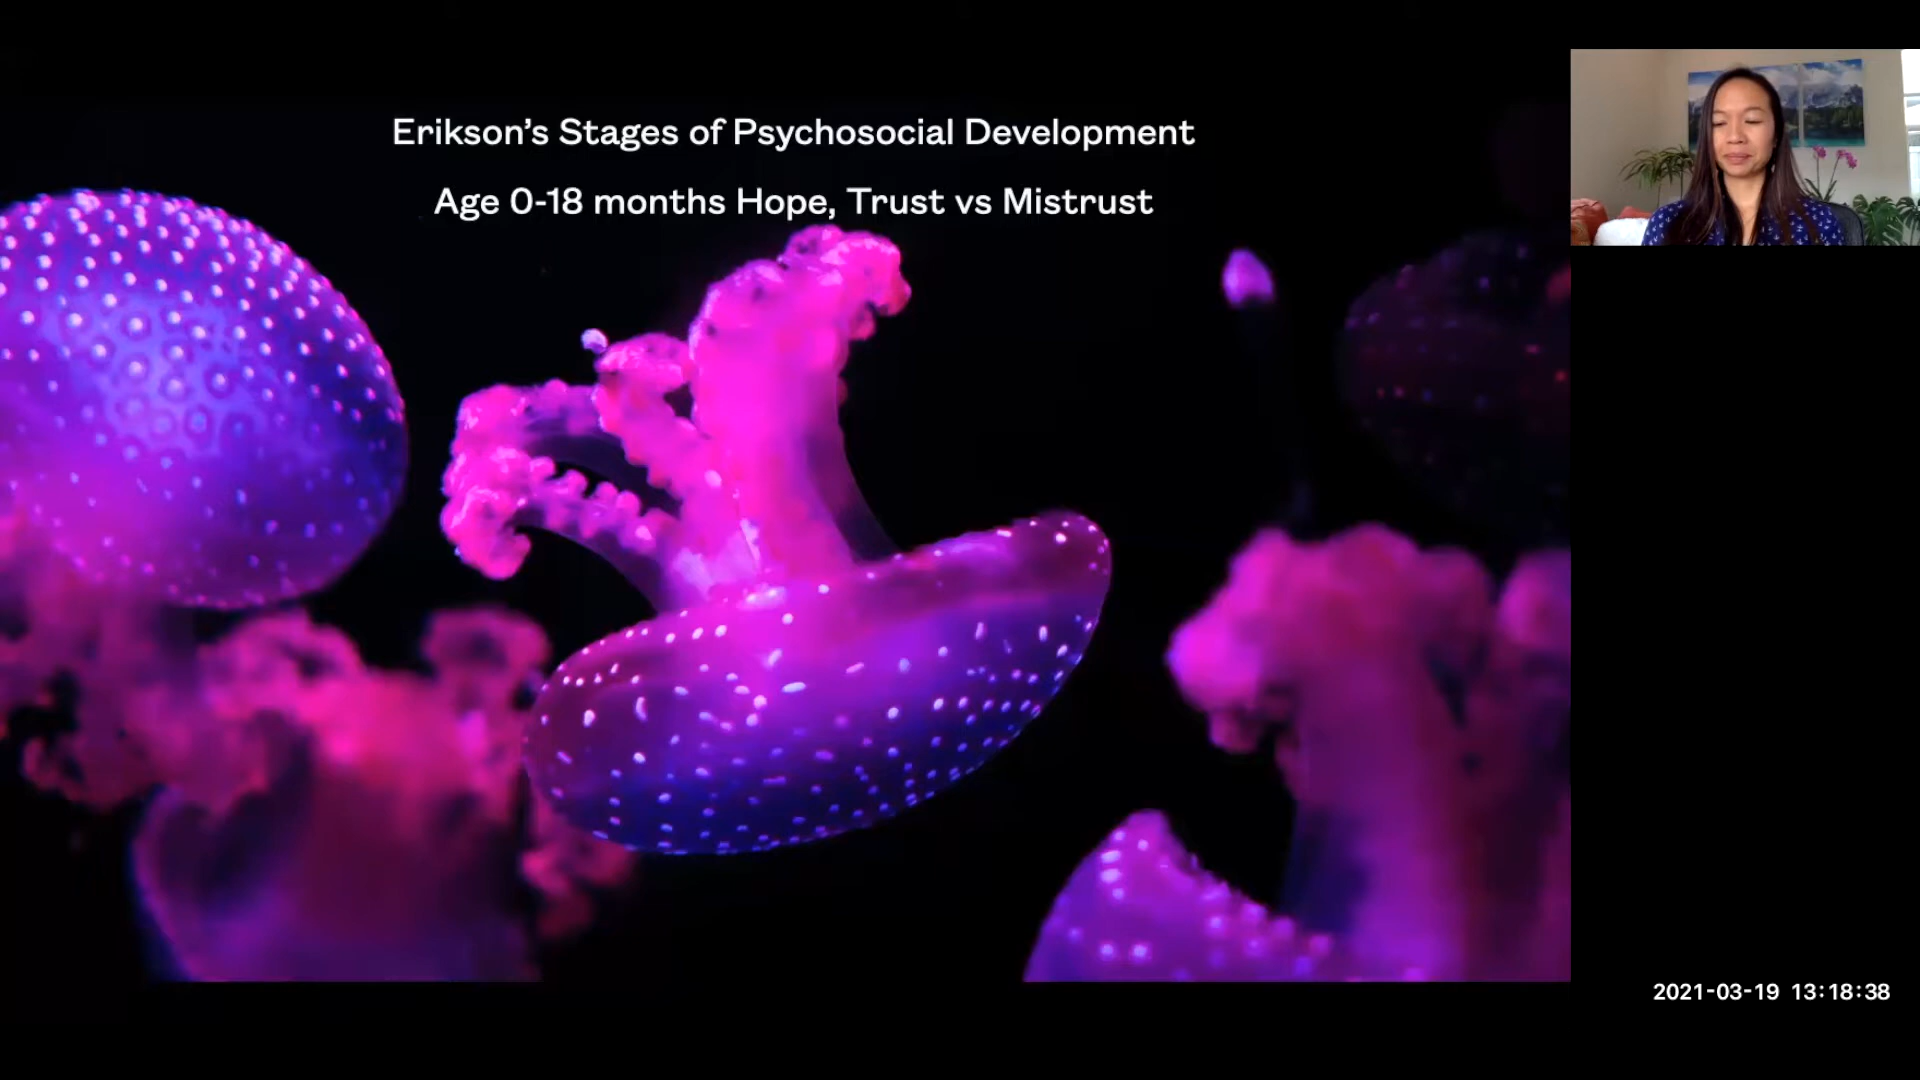 Erikson’s Stages of Psychosocial Development
Age 0-18 months Hope, Trust vs Mistrust
2021-03-19 13:18:38